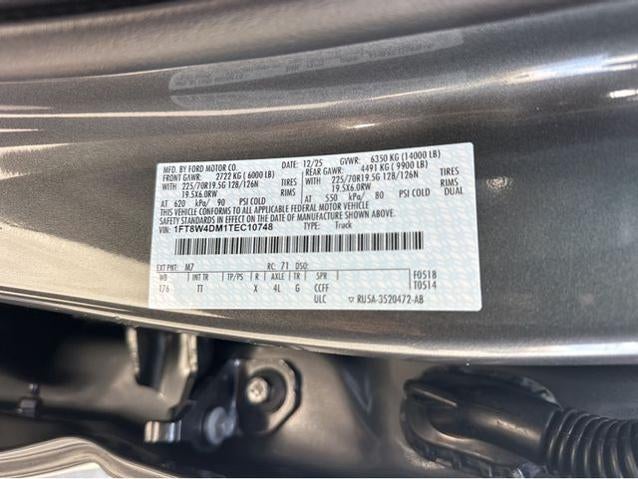 MFD. BY FORD MOTOR CO. 12/25 GVWR: 6350 KG (14000 LB)
FRONT GAWR: 2722 KG (6000 LB) REAR GAWR: 4491 KG (9900 LB)
225/70R19.5G 128/126N TIRES 225/70R19.5G 128/126N TIRES
19.5X6.0RW RIMS 19.5X6.0RW RIMS
AT 620 kPa/ 90 PSI COLD AT 550 kPa/ 80 PSI COLD DUAL
THIS VEHICLE CONFORMS TO ALL APPLICABLE FEDERAL MOTOR VEHICLE
SAFETY STANDARDS IN EFFECT ON THE DATE OF MANUFACTURE SHOWN ABOVE.
VIN: 1FT8W4DM1TEC10748 TYPE: Truck
EXT PNT: M7 RC: 71 DSO:
WB INT TR TP/PS R AXLE TR SPR F0518
176 TT X 4L G CCFF T0514
ULC ▽ RU5A-3520472-AB